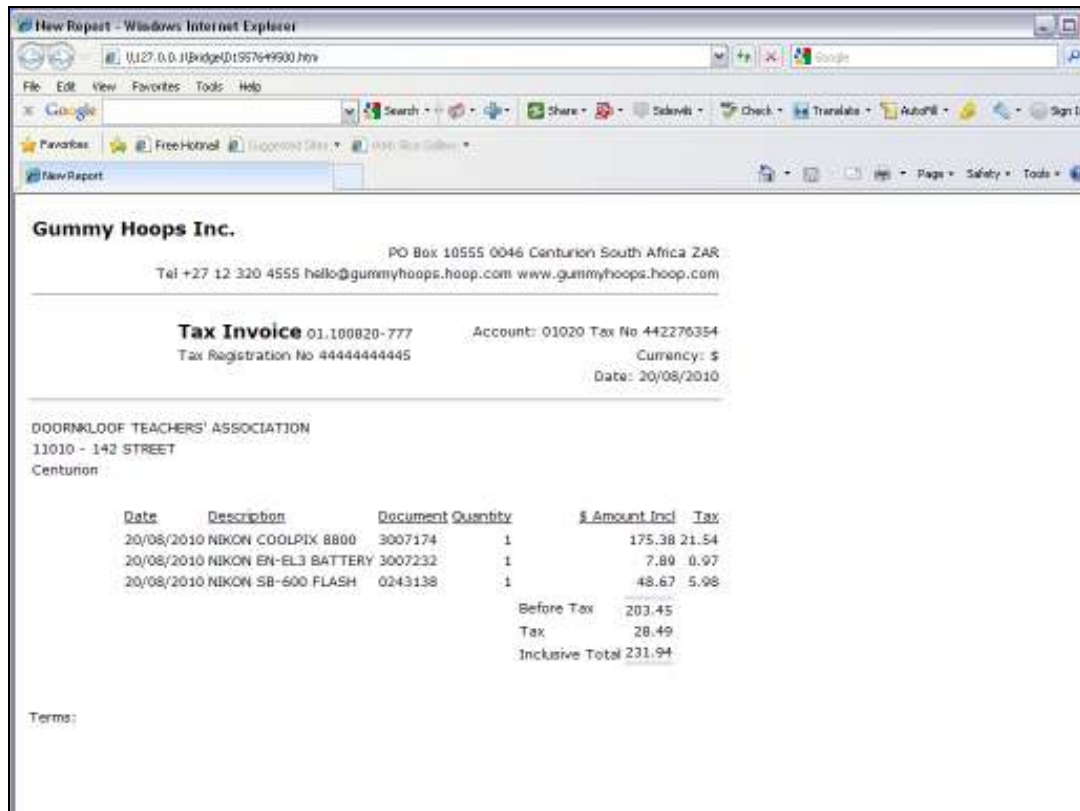 New Report - Windows Internet Explorer
Google
File Edit View Favorites Tools Help
Google Search Share Sidewiki Check Translate AutoFill Sign I
Favorites Free Hotmail Suggested Sites Web Slice Gallery
New Report Page Safety Tools
Gummy Hoops Inc.
PO Box 10555 0046 Centurion South Africa ZAR
Tel +27 12 320 4555 hello@gummyhoops.hoop.com www.gummyhoops.hoop.com
Tax Invoice 01.100820-777 Account: 01020 Tax No 442276354
Tax Registration No 44444444445 Currency: $
Date: 20/08/2010
DOORNKLOOF TEACHERS' ASSOCIATION
11010 - 142 STREET
Centurion
Date Description Document Quantity $ Amount Incl Tax
20/08/2010 NIKON COOLPIX 8800 3007174 1 175.38 21.54
20/08/2010 NIKON EN-EL3 BATTERY 3007232 1 7.89 0.97
20/08/2010 NIKON SB-600 FLASH 0243138 1 48.67 5.98
Before Tax 203.45
Tax 28.49
Inclusive Total 231.94
Terms: